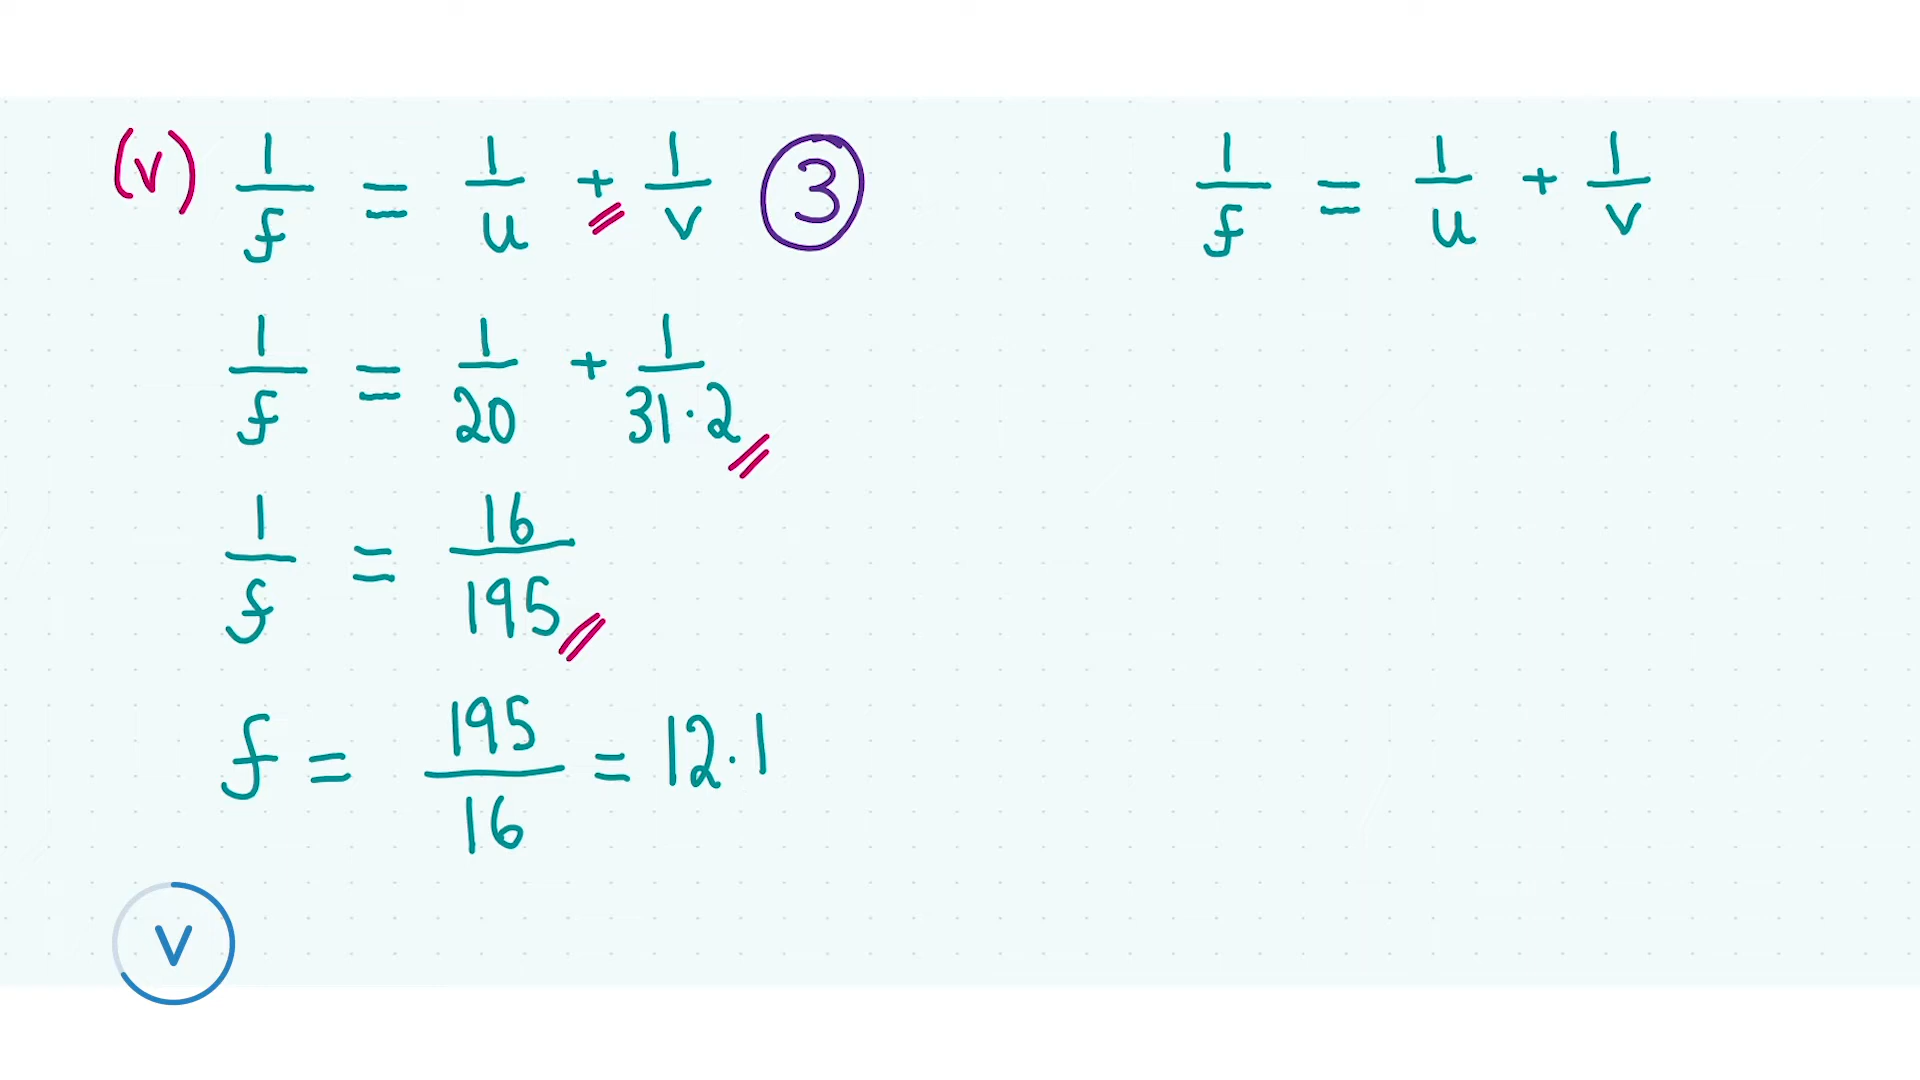 (v) 1/f = 1/u + 1/v ③
1/f = 1/20 + 1/31·2
1/f = 16/195
f = 195/16 = 12·1
1/f = 1/u + 1/v
V